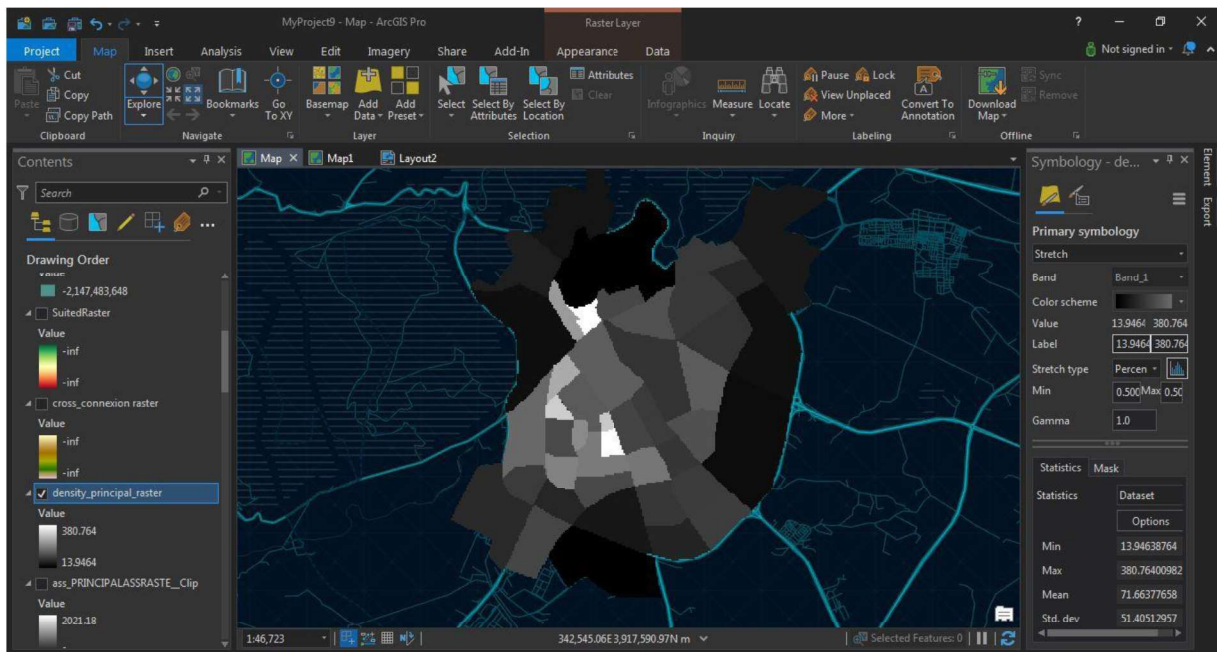 MyProject9 - Map - ArcGIS Pro
Raster Layer
?
Project Map Insert Analysis View Edit Imagery Share Add-In Appearance Data
Not signed in
Paste
Cut
Copy
Copy Path
Clipboard
Explore
Bookmarks
Go To XY
Navigate
Basemap
Add Data
Add Preset
Layer
Select
Select By Attributes
Select By Location
Attributes
Clear
Selection
Infographics
Measure
Locate
Inquiry
Pause
Lock
View Unplaced
More
Convert To Annotation
Labeling
Download Map
Sync
Remove
Offline
Contents
Search
Drawing Order
Value
-2,147,483,648
SuitedRaster
Value
-inf
-inf
cross_connexion raster
Value
-inf
-inf
density_principal_raster
Value
380.764
13.9464
ass_PRINCIPALASSRASTE__Clip
Value
2021.18
Map
Map1
Layout2
1:46,723
342,545.06E 3,917,590.97N m
Selected Features: 0
Symbology - de...
Primary symbology
Stretch
Band Band_1
Color scheme
Value 13.9464 380.764
Label 13.9464 380.764
Stretch type Percen
Min 0.500 Max 0.50
Gamma 1.0
Statistics Mask
Statistics Dataset
Options
Min 13.94638764
Max 380.76400982
Mean 71.66377658
Std. dev 51.40512957
Element
Export